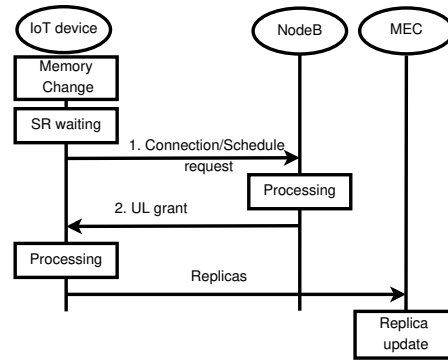 IoT device
NodeB
MEC
Memory
Change
SR waiting
1. Connection/Schedule
request
Processing
2. UL grant
Processing
Replicas
Replica
update